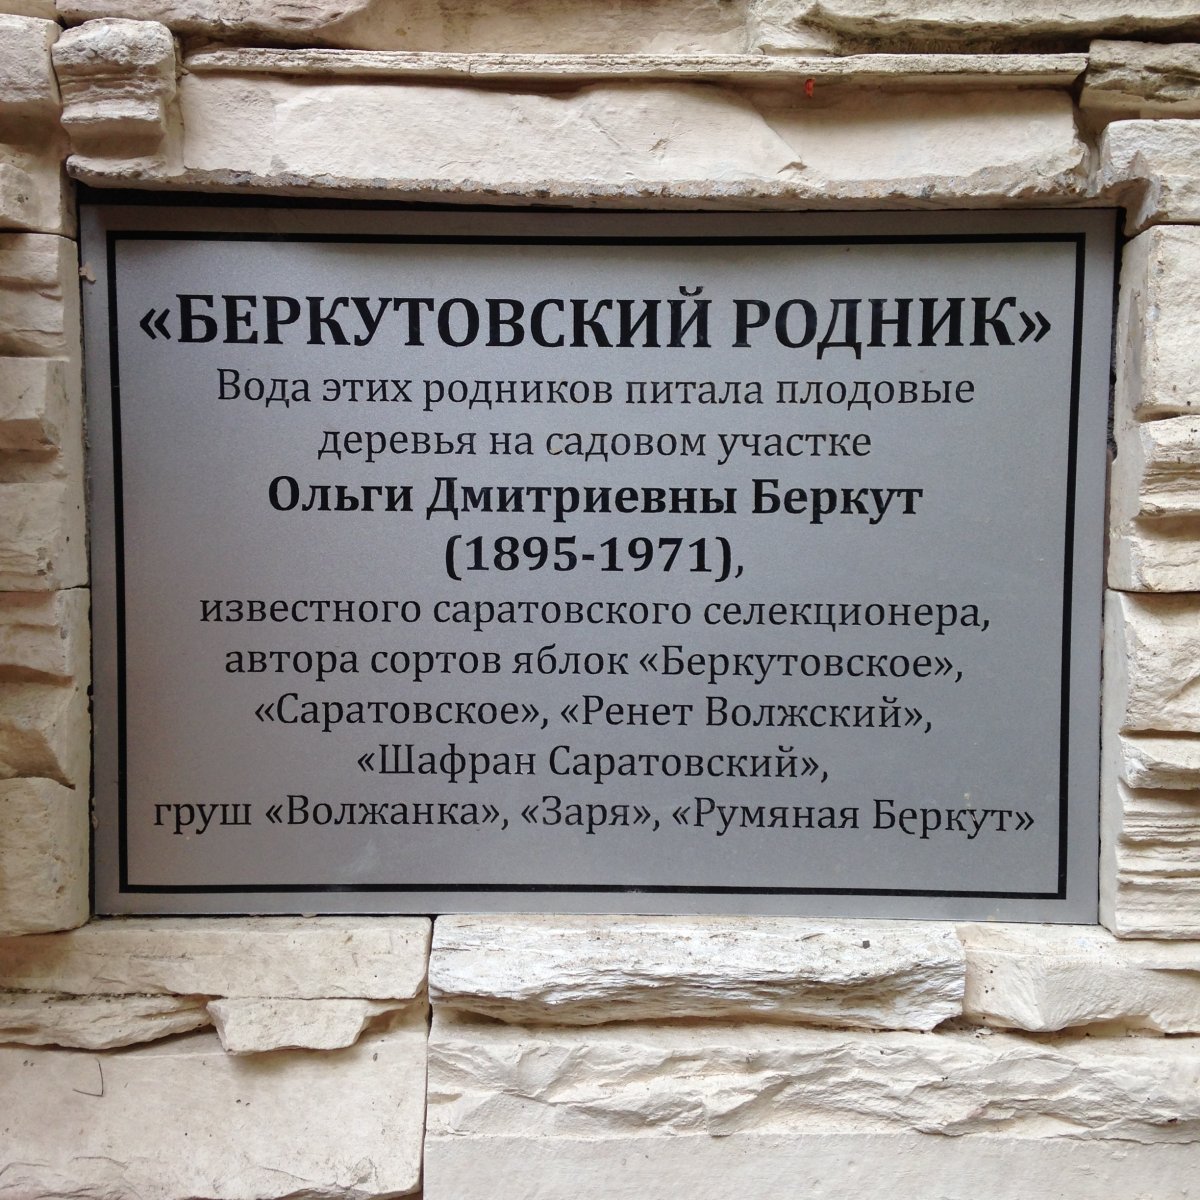 «БЕРКУТОВСКИЙ РОДНИК»
Вода этих родников питала плодовые
деревья на садовом участке
Ольги Дмитриевны Беркут
(1895-1971),
известного саратовского селекционера,
автора сортов яблок «Беркутовское»,
«Саратовское», «Ренет Волжский»,
«Шафран Саратовский»,
груш «Волжанка», «Заря», «Румяная Беркут»